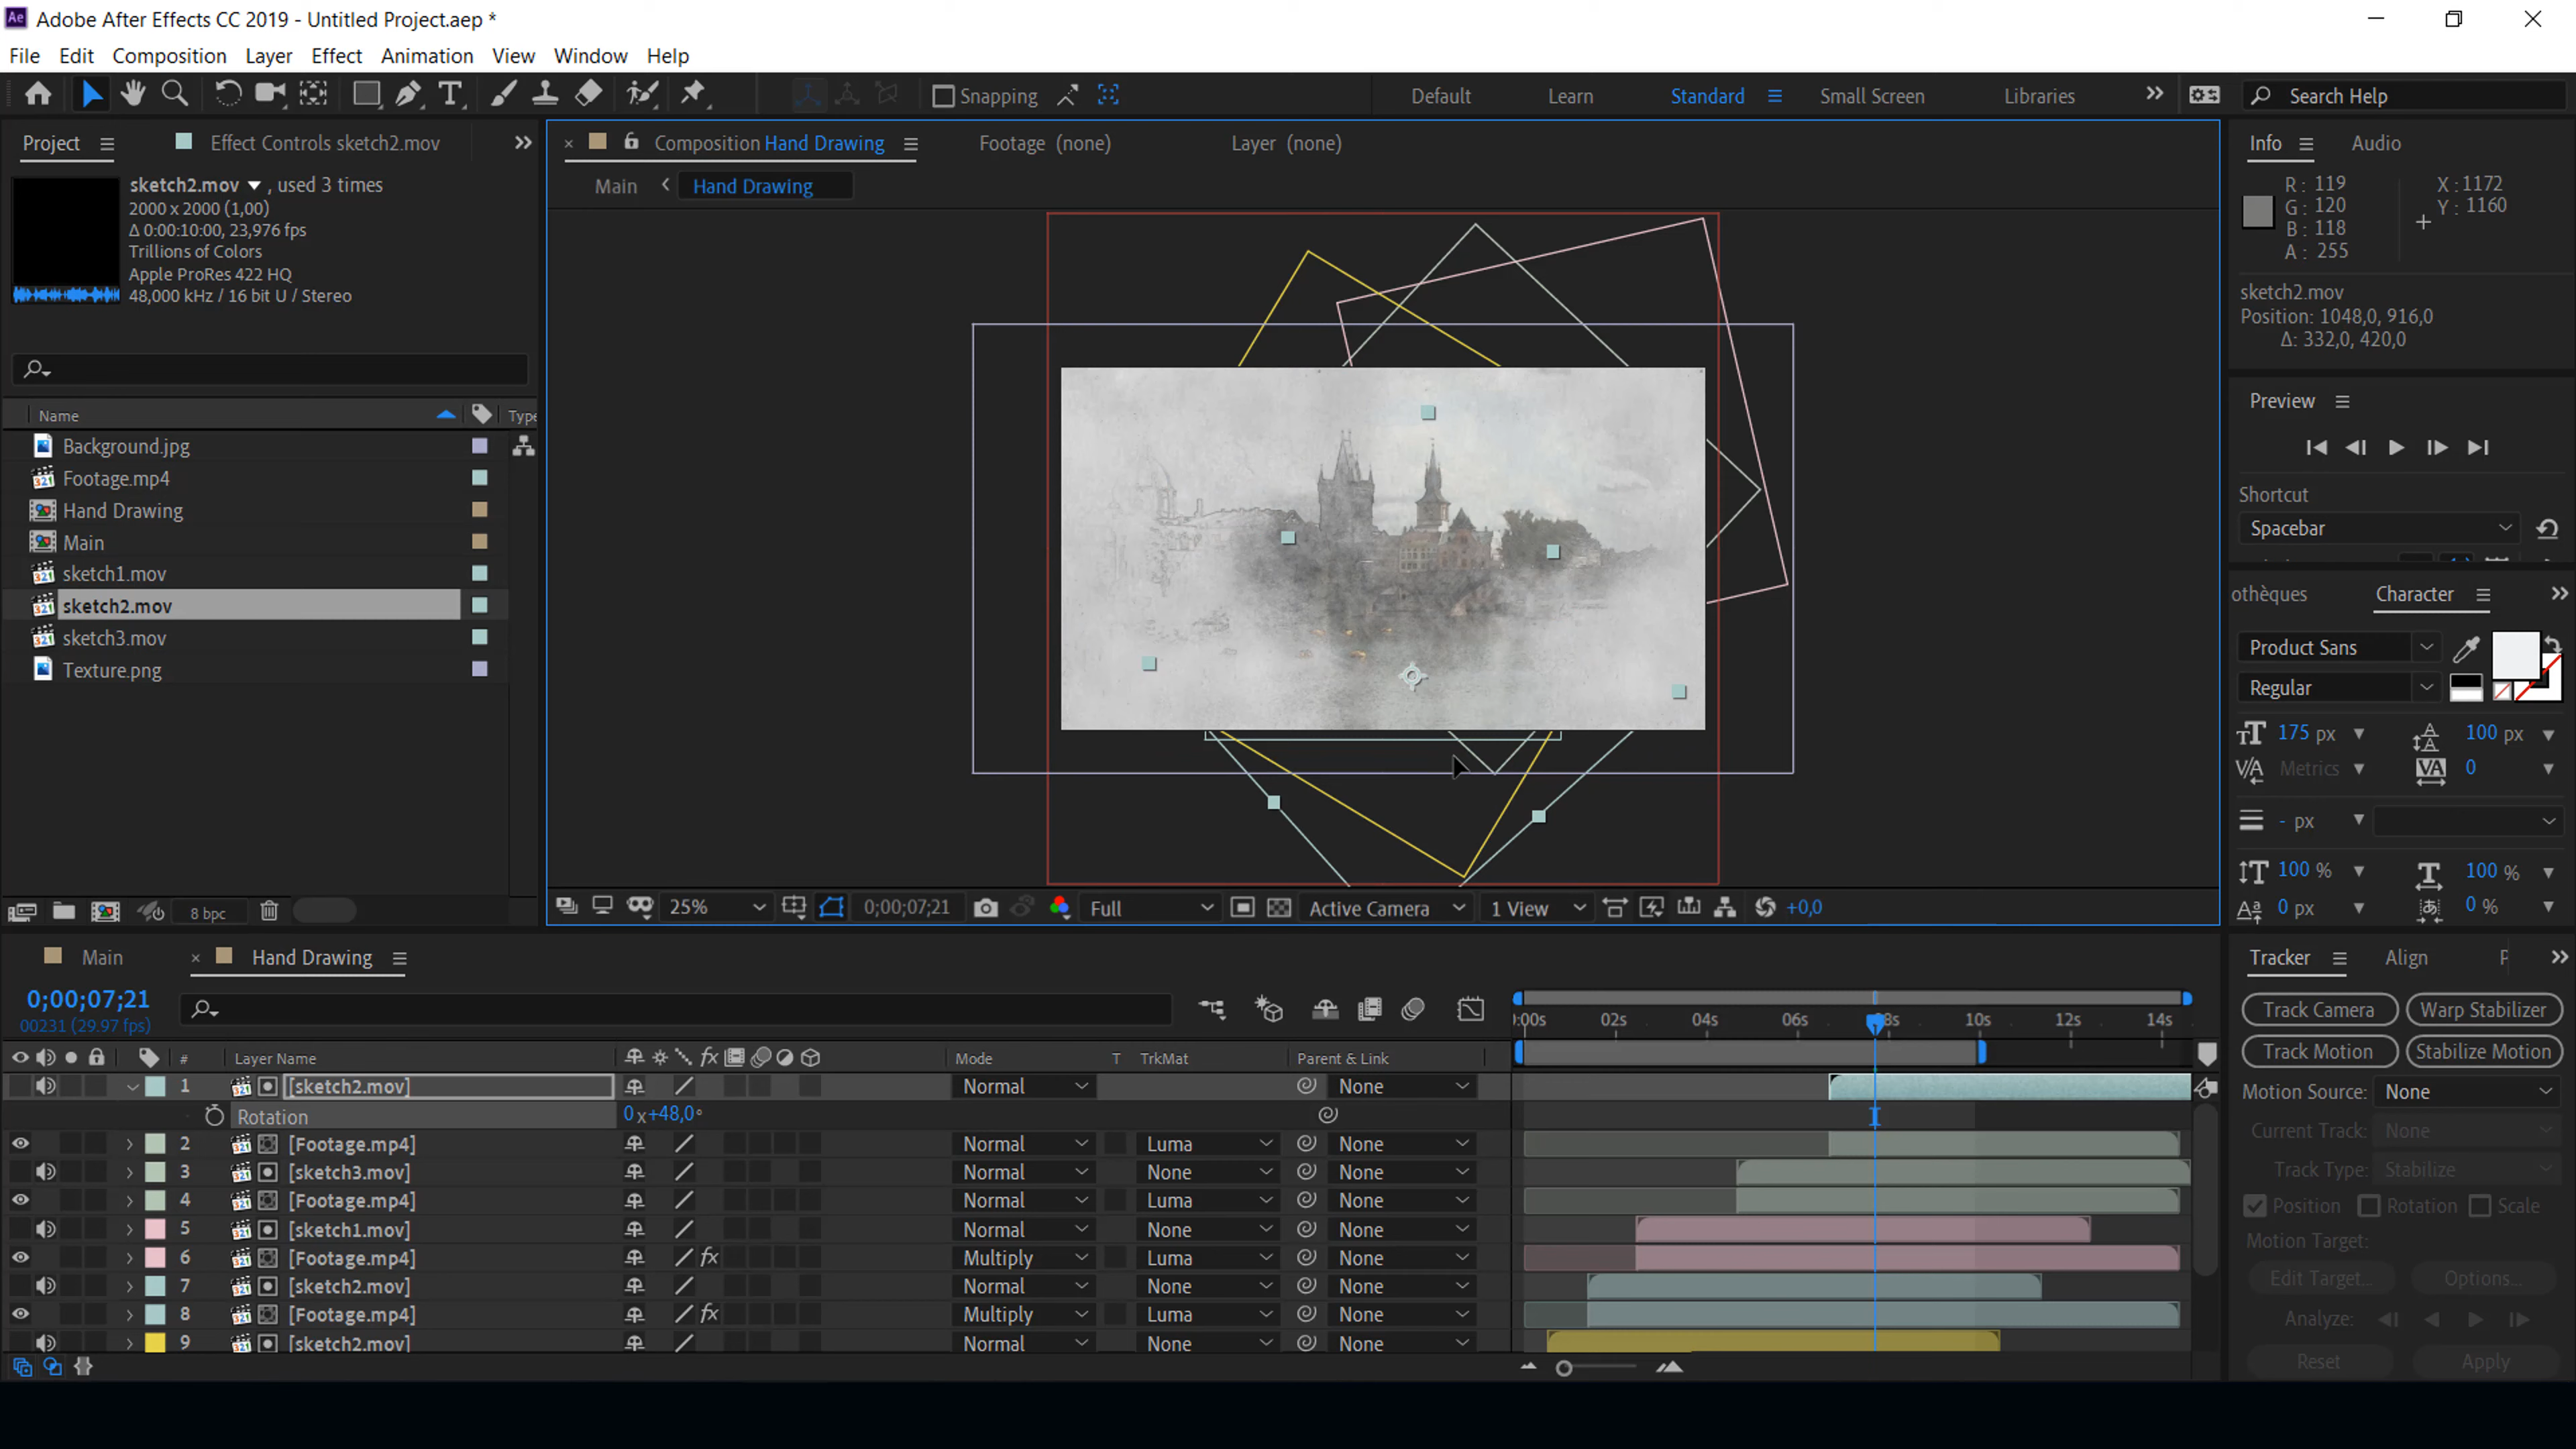 Adobe After Effects CC 2019 - Untitled Project.aep *
File Edit Composition Layer Effect Animation View Window Help
Snapping Default Learn Standard Small Screen Libraries Search Help
Project Effect Controls sketch2.mov
sketch2.mov , used 3 times
2000 x 2000 (1,00)
Δ 0:00:10:00, 23,976 fps
Trillions of Colors
Apple ProRes 422 HQ
48,000 kHz / 16 bit U / Stereo
Name Type
Background.jpg
Footage.mp4
Hand Drawing
Main
sketch1.mov
sketch2.mov
sketch3.mov
Texture.png
8 bpc
Composition Hand Drawing Footage (none) Layer (none)
Main Hand Drawing
25% 0;00;07;21 Full Active Camera 1 View +0,0
Info Audio
R: 119 X: 1172
G: 120 Y: 1160
B: 118
A: 255
sketch2.mov
Position: 1048,0, 916,0
Δ: 332,0, 420,0
Preview
Shortcut
Spacebar
othèques Character
Product Sans
Regular
175 px 100 px
Metrics 0
- px
100 % 100 %
0 px 0 %
Main Hand Drawing
0;00;07;21
00231 (29.97 fps)
:00s 02s 04s 06s 08s 10s 12s 14s
# Layer Name Mode T TrkMat Parent & Link
1 [sketch2.mov] Normal None
Rotation 0x+48,0°
2 [Footage.mp4] Normal Luma None
3 [sketch3.mov] Normal None None
4 [Footage.mp4] Normal Luma None
5 [sketch1.mov] Normal None None
6 [Footage.mp4] fx Multiply Luma None
7 [sketch2.mov] Normal None None
8 [Footage.mp4] fx Multiply Luma None
9 [sketch2.mov] Normal None None
Tracker Align P
Track Camera Warp Stabilizer
Track Motion Stabilize Motion
Motion Source: None
Current Track: None
Track Type: Stabilize
Position Rotation Scale
Motion Target:
Edit Target... Options...
Analyze:
Reset Apply